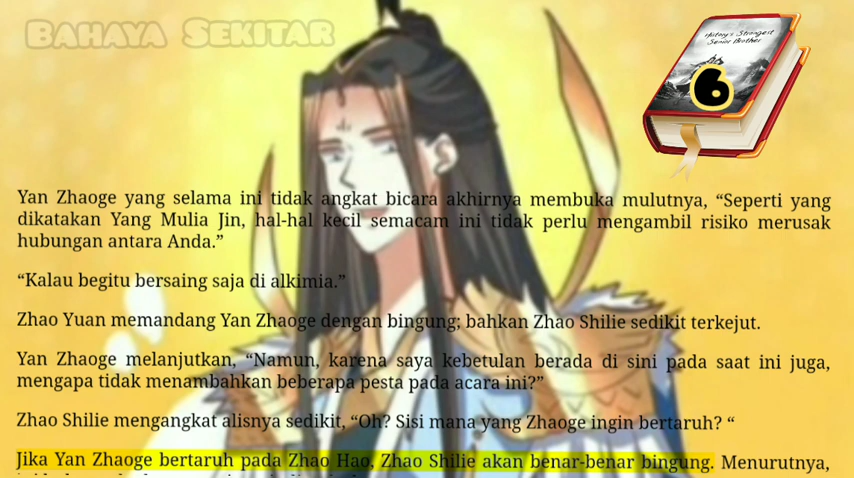 Bahaya Sekitar
History's Strongest
Senior Brother
6
Yan Zhaoge yang selama ini tidak angkat bicara akhirnya membuka mulutnya, “Seperti yang
dikatakan Yang Mulia Jin, hal-hal kecil semacam ini tidak perlu mengambil risiko merusak
hubungan antara Anda.”
“Kalau begitu bersaing saja di alkimia.”
Zhao Yuan memandang Yan Zhaoge dengan bingung; bahkan Zhao Shilie sedikit terkejut.
Yan Zhaoge melanjutkan, “Namun, karena saya kebetulan berada di sini pada saat ini juga,
mengapa tidak menambahkan beberapa pesta pada acara ini?”
Zhao Shilie mengangkat alisnya sedikit, “Oh? Sisi mana yang Zhaoge ingin bertaruh? “
Jika Yan Zhaoge bertaruh pada Zhao Hao, Zhao Shilie akan benar-benar bingung. Menurutnya,